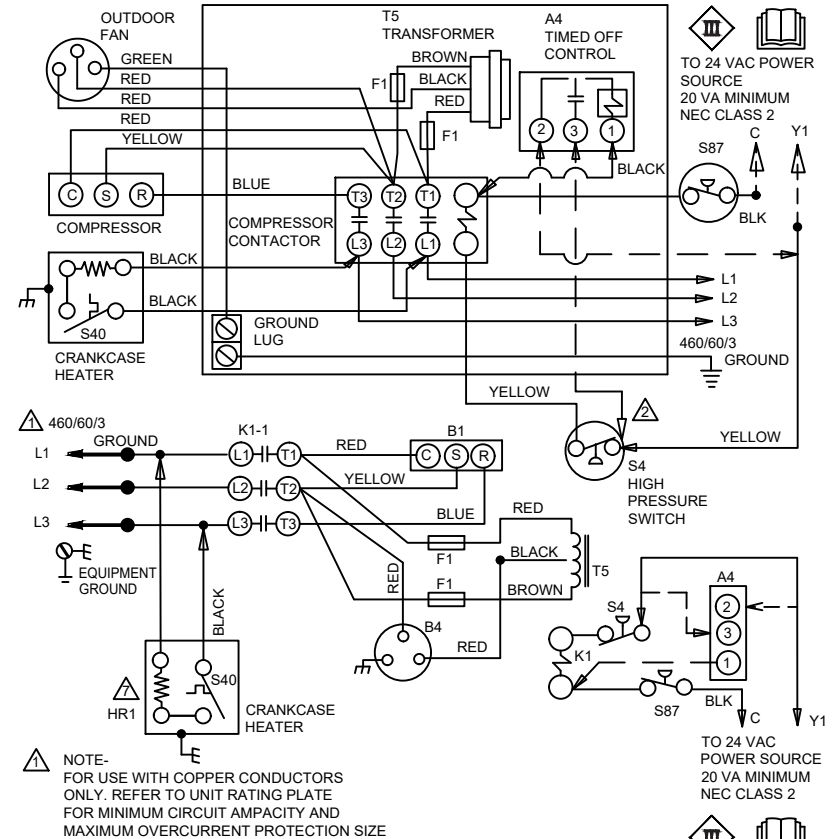 OUTDOOR
FAN
T5
TRANSFORMER
A4
TIMED OFF
CONTROL
III
TO 24 VAC POWER
SOURCE
20 VA MINIMUM
NEC CLASS 2
GREEN
RED
RED
RED
YELLOW
BROWN
BLACK
RED
F1
F1
2
3
1
C
Y1
S87
BLK
BLACK
C
S
R
COMPRESSOR
BLUE
T3
T2
T1
COMPRESSOR
CONTACTOR
L3
L2
L1
BLACK
BLACK
S40
CRANKCASE
HEATER
GROUND
LUG
L1
L2
L3
460/60/3
GROUND
YELLOW
2
YELLOW
S4
HIGH
PRESSURE
SWITCH
1
460/60/3
GROUND
L1
L2
L3
K1-1
L1
T1
L2
T2
L3
T3
RED
YELLOW
BLUE
B1
C
S
R
EQUIPMENT
GROUND
BLACK
RED
F1
F1
RED
BLACK
BROWN
T5
B4
RED
7
HR1
S40
CRANKCASE
HEATER
S4
K1
S87
A4
2
3
1
BLK
C
Y1
TO 24 VAC
POWER SOURCE
20 VA MINIMUM
NEC CLASS 2
III
1
NOTE-
FOR USE WITH COPPER CONDUCTORS
ONLY. REFER TO UNIT RATING PLATE
FOR MINIMUM CIRCUIT AMPACITY AND
MAXIMUM OVERCURRENT PROTECTION SIZE